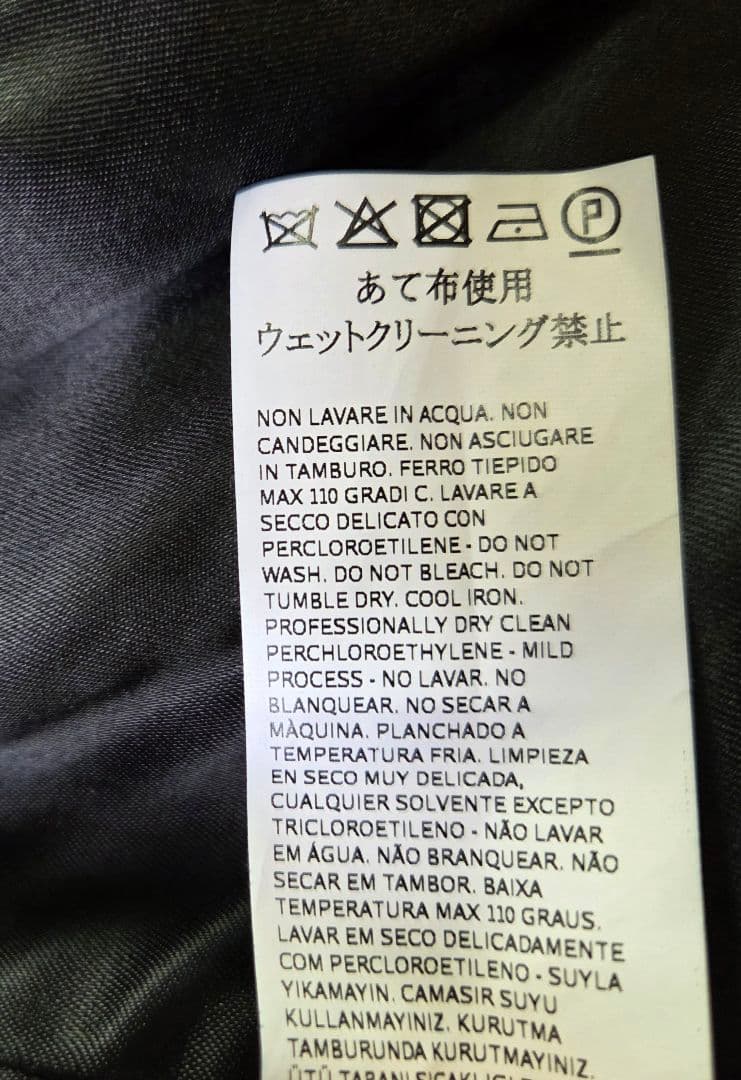 P
あて布使用
ウェットクリーニング禁止
NON LAVARE IN ACQUA. NON
CANDEGGIARE. NON ASCIUGARE
IN TAMBURO. FERRO TIEPIDO
MAX 110 GRADI C. LAVARE A
SECCO DELICATO CON
PERCLOROETILENE - DO NOT
WASH. DO NOT BLEACH. DO NOT
TUMBLE DRY. COOL IRON.
PROFESSIONALLY DRY CLEAN
PERCHLOROETHYLENE - MILD
PROCESS - NO LAVAR. NO
BLANQUEAR. NO SECAR A
MÀQUINA. PLANCHADO A
TEMPERATURA FRIA. LIMPIEZA
EN SECO MUY DELICADA,
CUALQUIER SOLVENTE EXCEPTO
TRICLOROETILENO - NÃO LAVAR
EM ÁGUA. NÃO BRANQUEAR. NÃO
SECAR EM TAMBOR. BAIXA
TEMPERATURA MAX 110 GRAUS.
LAVAR EM SECO DELICADAMENTE
COM PERCLOROETILENO - SUYLA
YIKAMAYIN. CAMASIR SUYU
KULLANMAYINIZ. KURUTMA
TAMBURUNDA KURUTMAYINIZ.
ÜTÜ TABANI